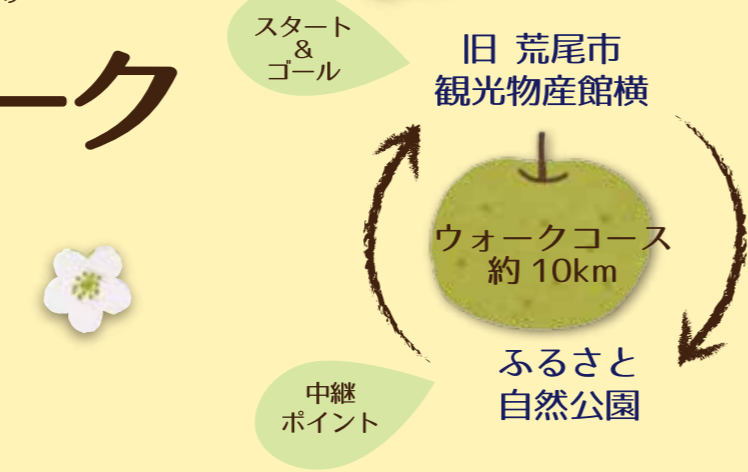 ーク
スタート
&
ゴール
旧 荒尾市
観光物産館横
ウォークコース
約 10km
中継
ポイント
ふるさと
自然公園